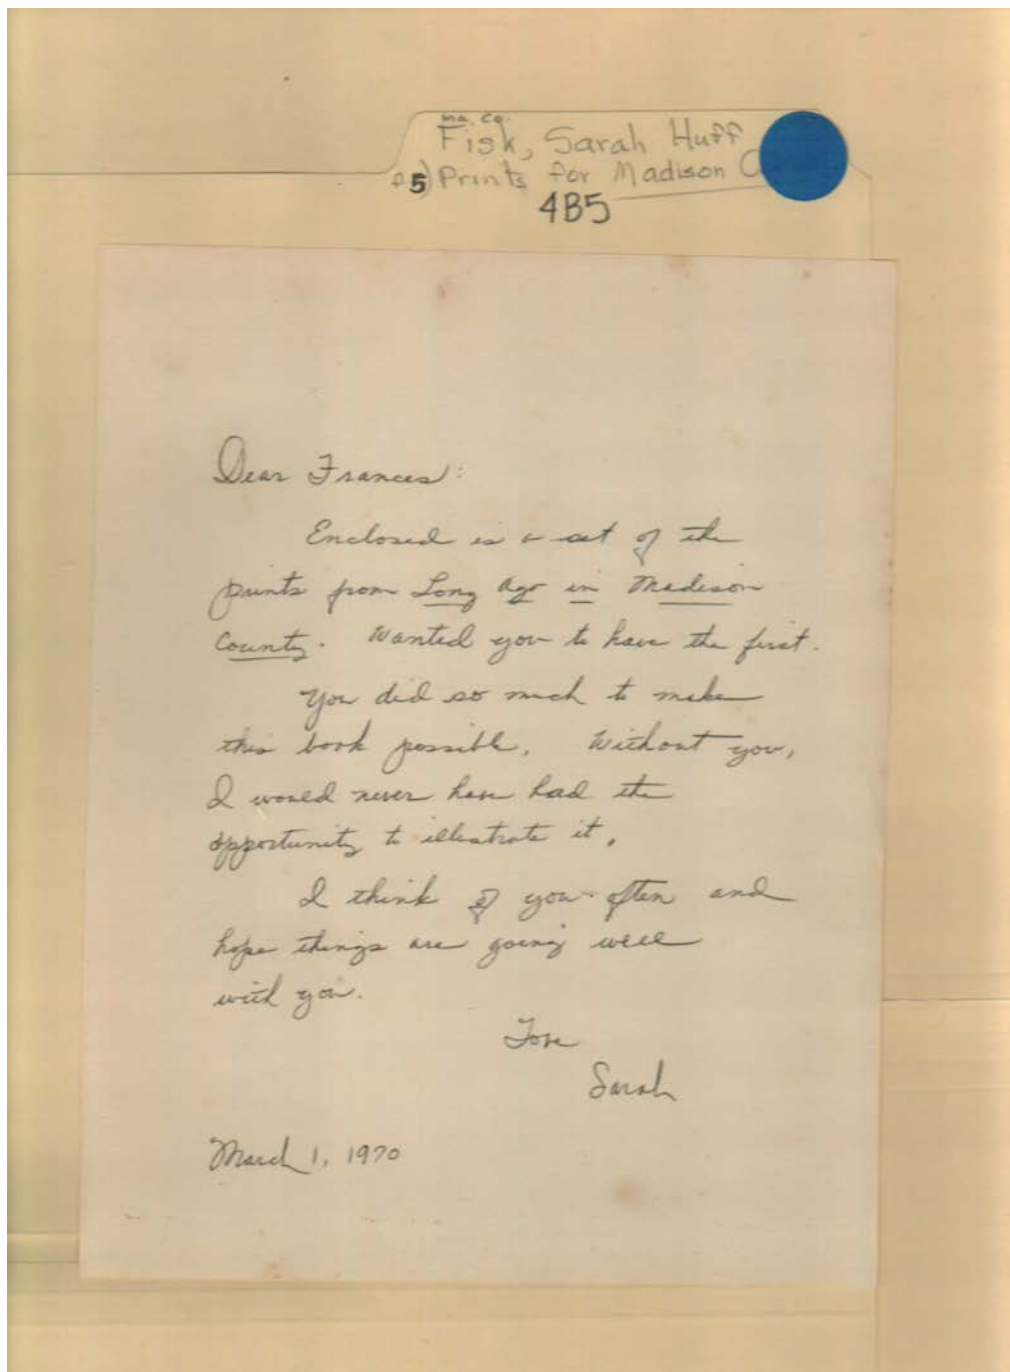 Ma. Co.
Fisk, Sarah Huff
5) Prints for Madison
4B5
Dear Frances:
Enclosed is a set of the
prints from Long Ago in Madison
County. Wanted you to have the first.
You did so much to make
this book possible. Without you,
I would never have had the
opportunity to illustrate it.
I think of you often and
hope things are going well
with you.
Love
Sarah
March 1, 1970